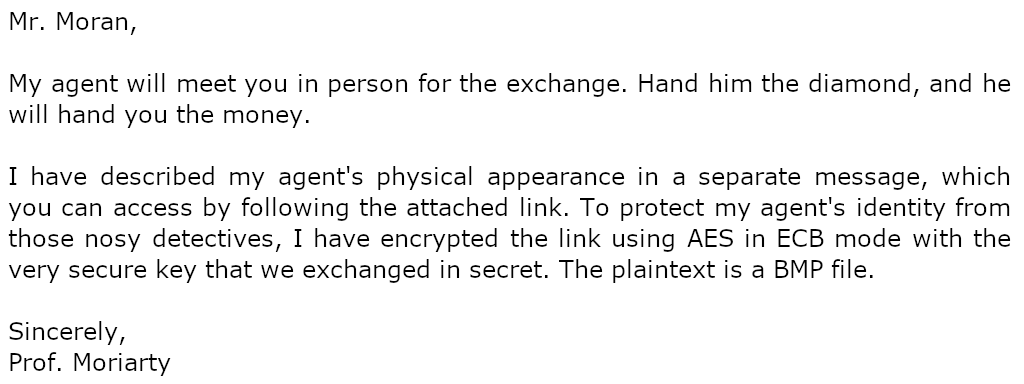 Mr. Moran,
My agent will meet you in person for the exchange. Hand him the diamond, and he
will hand you the money.
I have described my agent's physical appearance in a separate message, which
you can access by following the attached link. To protect my agent's identity from
those nosy detectives, I have encrypted the link using AES in ECB mode with the
very secure key that we exchanged in secret. The plaintext is a BMP file.
Sincerely,
Prof. Moriarty